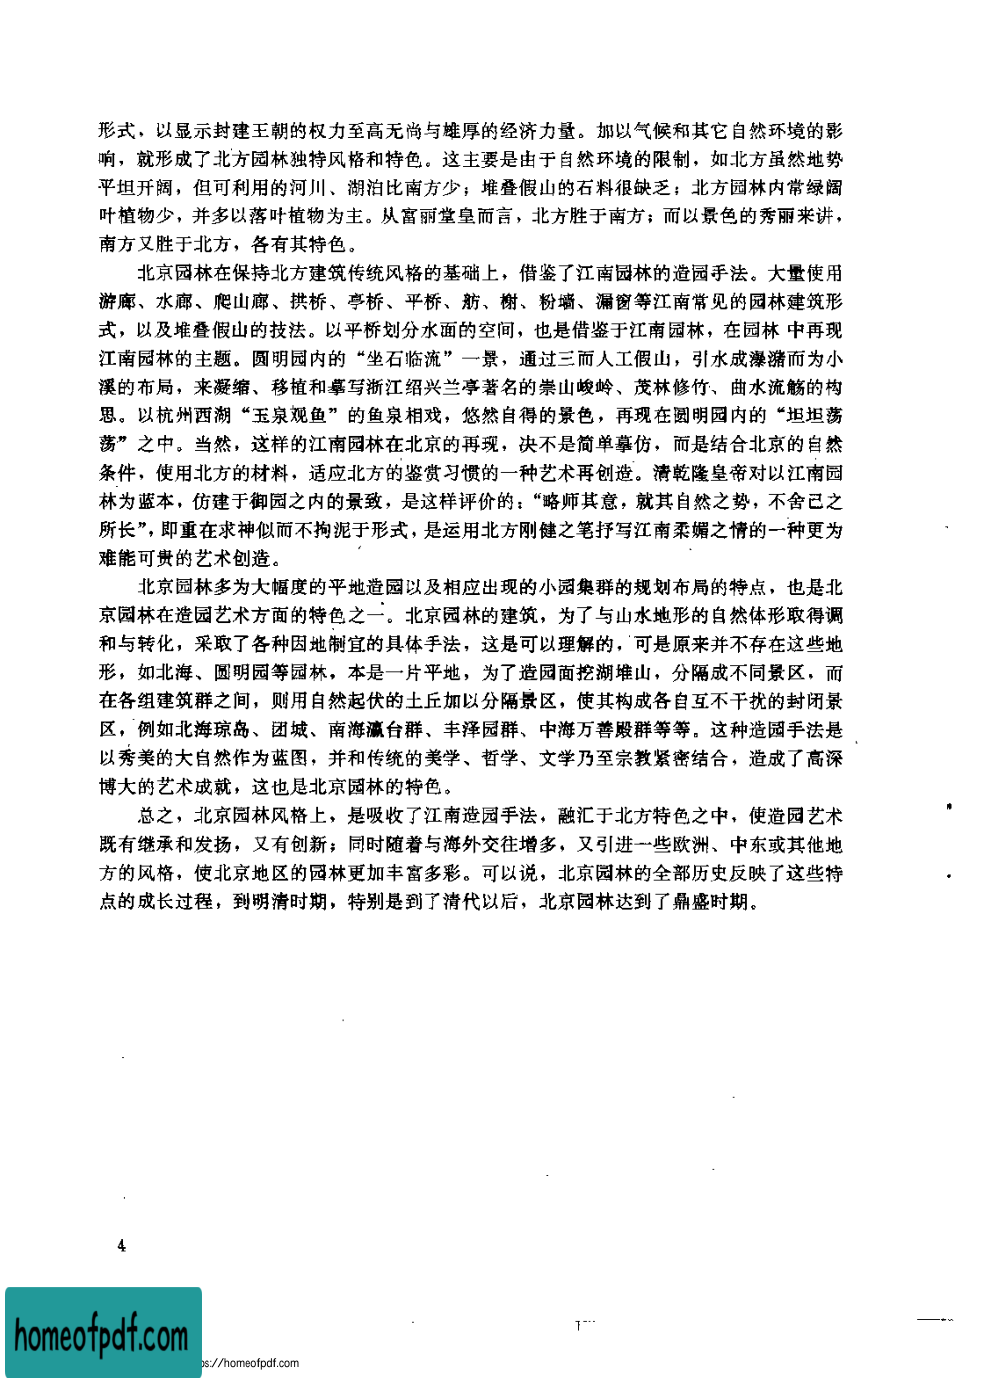 形式，以显示封建王朝的权力至高无尚与雄厚的经济力量。加以气候和其它自然环境的影
响，就形成了北方园林独特风格和特色。这主要是由于自然环境的限制，如北方虽然地势
平坦开阔，但可利用的河川、湖泊比南方少；堆叠假山的石料很缺乏；北方园林内常绿阔
叶植物少，并多以落叶植物为主。从富丽堂皇而言，北方胜于南方；而以景色的秀丽来讲，
南方又胜于北方，各有其特色。
北京园林在保持北方建筑传统风格的基础上，借鉴了江南园林的造园手法。大量使用
游廊、水廊、爬山廊、拱桥、亭桥、平桥、舫、榭、粉墙、漏窗等江南常见的园林建筑形
式，以及堆叠假山的技法。以平桥划分水面的空间，也是借鉴于江南园林，在园林 中再现
江南园林的主题。圆明园内的“坐石临流”一景，通过三而人工假山，引水成瀑潴而为小
溪的布局，来凝缩、移植和摹写浙江绍兴兰亭著名的崇山峻岭、茂林修竹、曲水流觞的构
思。以杭州西湖“玉泉观鱼”的鱼泉相戏，悠然自得的景色，再现在圆明园内的“坦坦荡
荡”之中。当然，这样的江南园林在北京的再现，决不是简单摹仿，而是结合北京的自然
条件，使用北方的材料，适应北方的鉴赏习惯的一种艺术再创造。清乾隆皇帝对以江南园
林为蓝本，仿建于御园之内的景致，是这样评价的：“略师其意，就其自然之势，不舍己之
所长”，即重在求神似而不拘泥于形式，是运用北方刚健之笔抒写江南柔媚之情的一种更为
难能可贵的艺术创造。
北京园林多为大幅度的平地造园以及相应出现的小园集群的规划布局的特点，也是北
京园林在造园艺术方面的特色之一。北京园林的建筑，为了与山水地形的自然体形取得调
和与转化，采取了各种因地制宜的具体手法，这是可以理解的，可是原来并不存在这些地
形，如北海、圆明园等园林，本是一片平地，为了造园面挖湖堆山，分隔成不同景区，而
在各组建筑群之间，则用自然起伏的土丘加以分隔景区，使其构成各自互不干扰的封闭景
区，例如北海琼岛、团城、南海瀛台群、丰泽园群、中海万善殿群等等。这种造园手法是
以秀美的大自然作为蓝图，并和传统的美学、哲学、文学乃至宗教紧密结合，造成了高深
博大的艺术成就，这也是北京园林的特色。
总之，北京园林风格上，是吸收了江南造园手法，融汇于北方特色之中，使造园艺术
既有继承和发扬，又有创新；同时随着与海外交往增多，又引进一些欧洲、中东或其他地
方的风格，使北京地区的园林更加丰富多彩。可以说，北京园林的全部历史反映了这些特
点的成长过程，到明清时期，特别是到了清代以后，北京园林达到了鼎盛时期。
4
homeofpdf.com
ps://homeofpdf.com